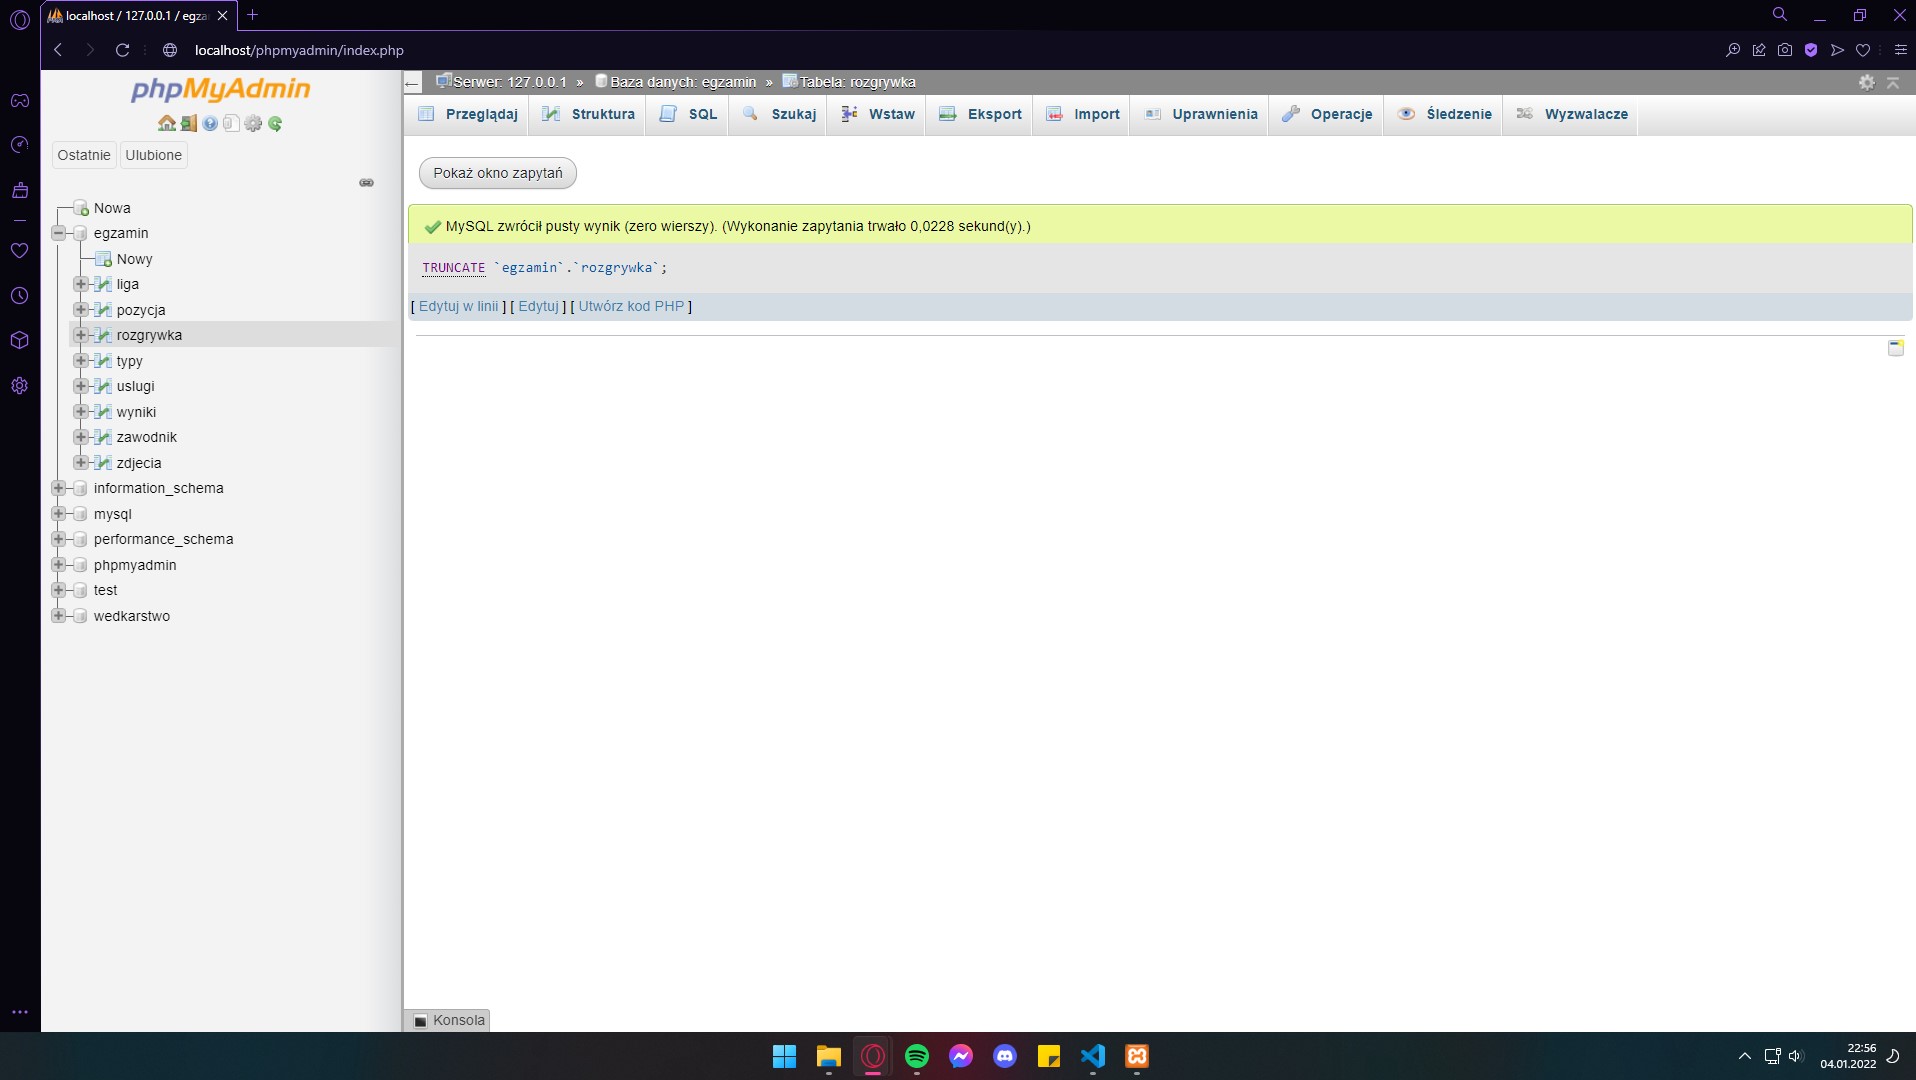 localhost / 127.0.0.1 / egza
localhost/phpmyadmin/index.php
phpMyAdmin
Ostatnie Ulubione
Nowa
egzamin
Nowy
liga
pozycja
rozgrywka
typy
uslugi
wyniki
zawodnik
zdjecia
information_schema
mysql
performance_schema
phpmyadmin
test
wedkarstwo
Serwer: 127.0.0.1 » Baza danych: egzamin » Tabela: rozgrywka
Przeglądaj Struktura SQL Szukaj Wstaw Eksport Import Uprawnienia Operacje Śledzenie Wyzwalacze
Pokaż okno zapytań
MySQL zwrócił pusty wynik (zero wierszy). (Wykonanie zapytania trwało 0,0228 sekund(y).)
TRUNCATE `egzamin`.`rozgrywka`;
[ Edytuj w linii ] [ Edytuj ] [ Utwórz kod PHP ]
Konsola
22:56
04.01.2022